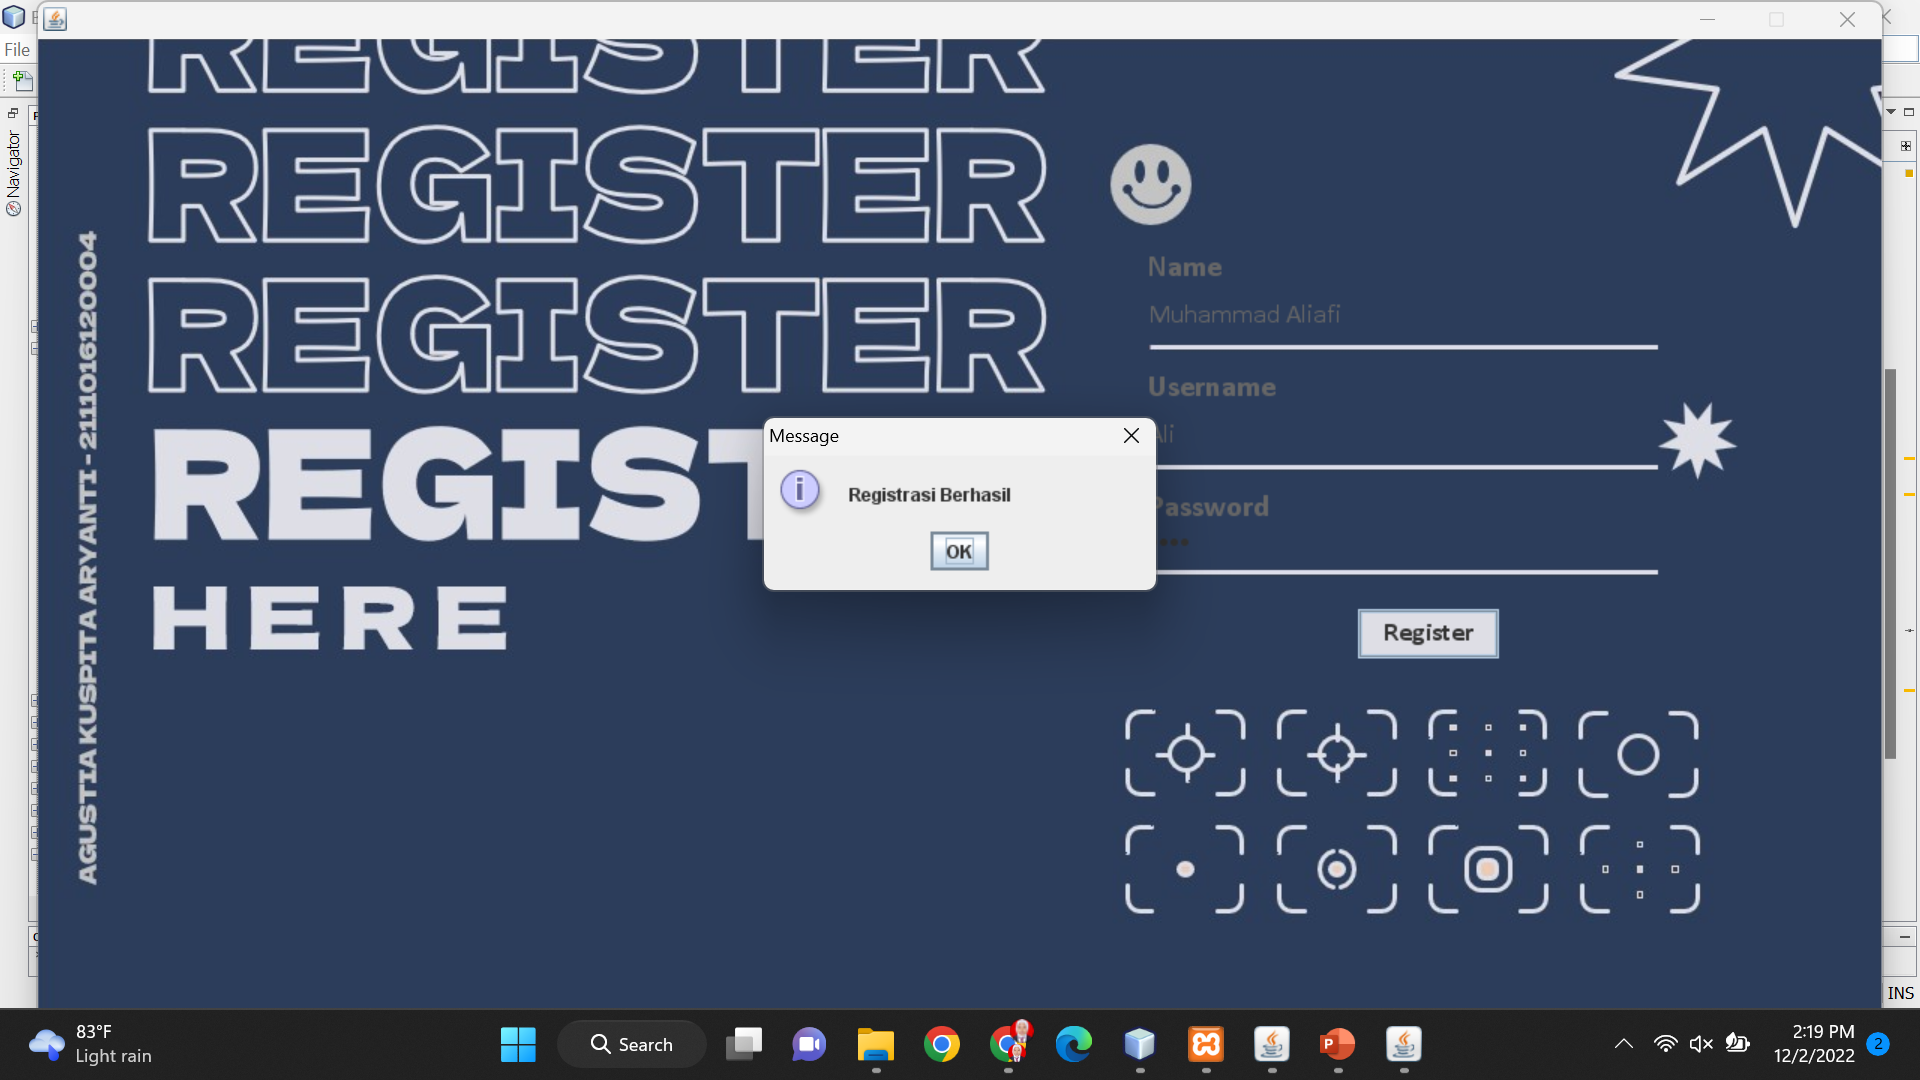 File
Navigator
REGISTER
REGISTER
REGISTER
REGIST
HERE
AGUSTIA KUSPITA ARYANTI - 2111016120004
Name
Muhammad Aliafi
Username
Ali
Password
Register
Message
Registrasi Berhasil
OK
INS
83°F
Light rain
Search
2:19 PM
12/2/2022
2